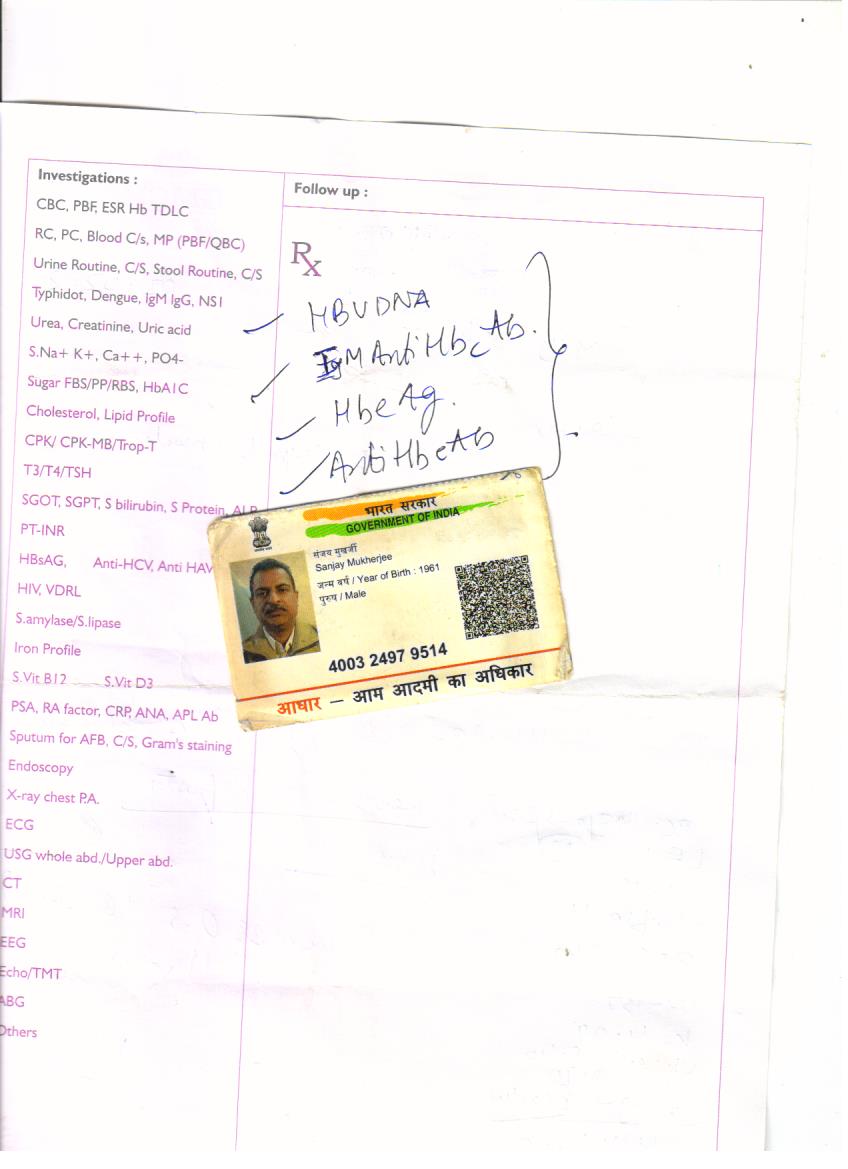 Investigations :
CBC, PBF, ESR Hb TDLC
RC, PC, Blood C/s, MP (PBF/QBC)
Urine Routine, C/S, Stool Routine, C/S
Typhidot, Dengue, IgM IgG, NS1
Urea, Creatinine, Uric acid
S.Na+ K+, Ca++, PO4-
Sugar FBS/PP/RBS, HbA1C
Cholesterol, Lipid Profile
CPK/ CPK-MB/Trop-T
T3/T4/TSH
SGOT, SGPT, S bilirubin, S Protein, ALP
PT-INR
HBsAG, Anti-HCV, Anti HAV
HIV, VDRL
S.amylase/S.lipase
Iron Profile
S.Vit B12 S.Vit D3
PSA, RA factor, CRP, ANA, APL Ab
Sputum for AFB, C/S, Gram's staining
Endoscopy
X-ray chest P.A.
ECG
USG whole abd./Upper abd.
CT
MRI
EEG
Echo/TMT
ABG
Others
Follow up :
Rx
HBVDNA
IgM Anti Hbc Ab.
HbeAg.
Anti Hbe Ab
भारत सरकार
GOVERNMENT OF INDIA
संजय मुखर्जी
Sanjay Mukherjee
जन्म वर्ष / Year of Birth : 1961
पुरुष / Male
4003 2497 9514
आधार – आम आदमी का अधिकार